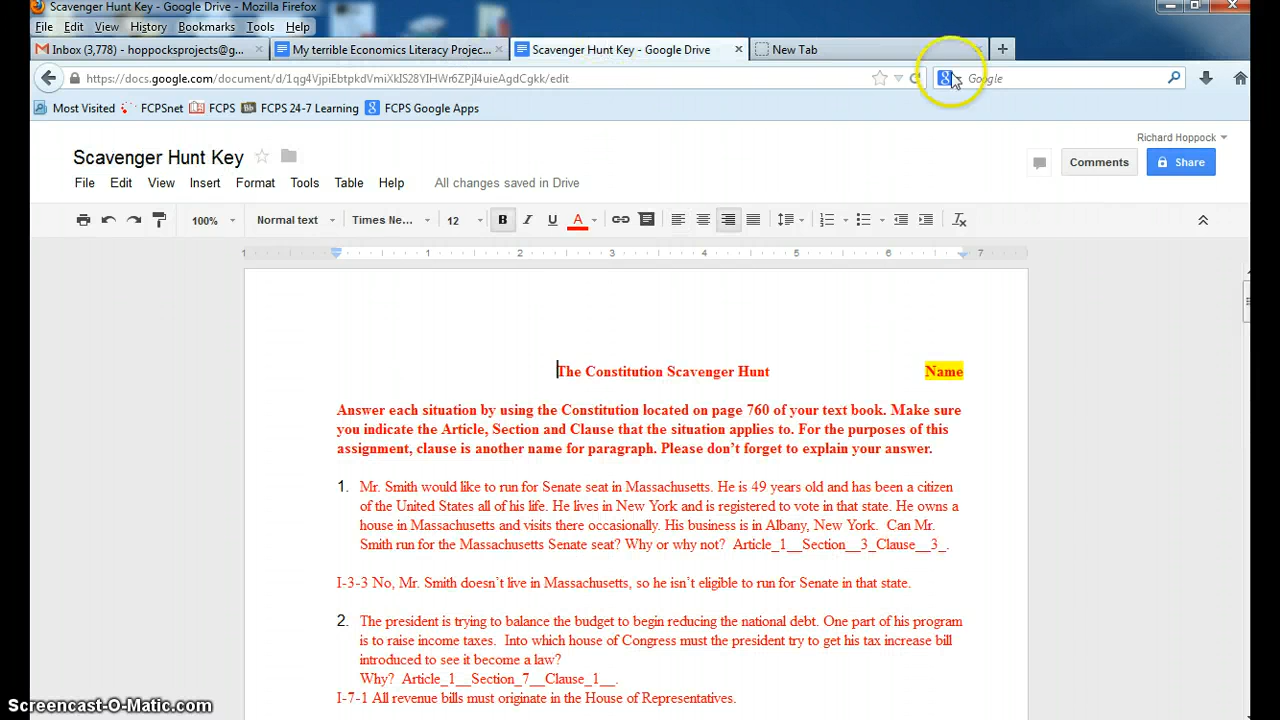 Scavenger Hunt Key - Google Drive - Mozilla Firefox
File Edit View History Bookmarks Tools Help
Inbox (3,778) - hoppocksprojects@g... My terrible Economics Literacy Projec... Scavenger Hunt Key - Google Drive New Tab
Google
Most Visited FCPSnet FCPS FCPS 24-7 Learning FCPS Google Apps
Richard Hoppock
Scavenger Hunt Key
Comments Share
File Edit View Insert Format Tools Table Help All changes saved in Drive
100% Normal text Times Ne... 12 B I U A
1 1 2 3 4 5 6 7
The Constitution Scavenger Hunt Name
Answer each situation by using the Constitution located on page 760 of your text book. Make sure
you indicate the Article, Section and Clause that the situation applies to. For the purposes of this
assignment, clause is another name for paragraph. Please don't forget to explain your answer.
1. Mr. Smith would like to run for Senate seat in Massachusetts. He is 49 years old and has been a citizen
of the United States all of his life. He lives in New York and is registered to vote in that state. He owns a
house in Massachusetts and visits there occasionally. His business is in Albany, New York. Can Mr.
Smith run for the Massachusetts Senate seat? Why or why not? Article_1__Section__3_Clause__3_.
I-3-3 No, Mr. Smith doesn't live in Massachusetts, so he isn't eligible to run for Senate in that state.
2. The president is trying to balance the budget to begin reducing the national debt. One part of his program
is to raise income taxes. Into which house of Congress must the president try to get his tax increase bill
introduced to see it become a law?
Why? Article_1__Section_7__Clause_1__.
I-7-1 All revenue bills must originate in the House of Representatives.
Screencast-O-Matic.com